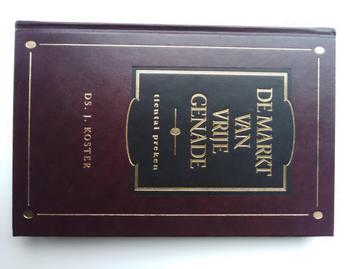 DE MARKT
VAN
VRIJE
GENADE
tiental preken
DS. J. KOSTER